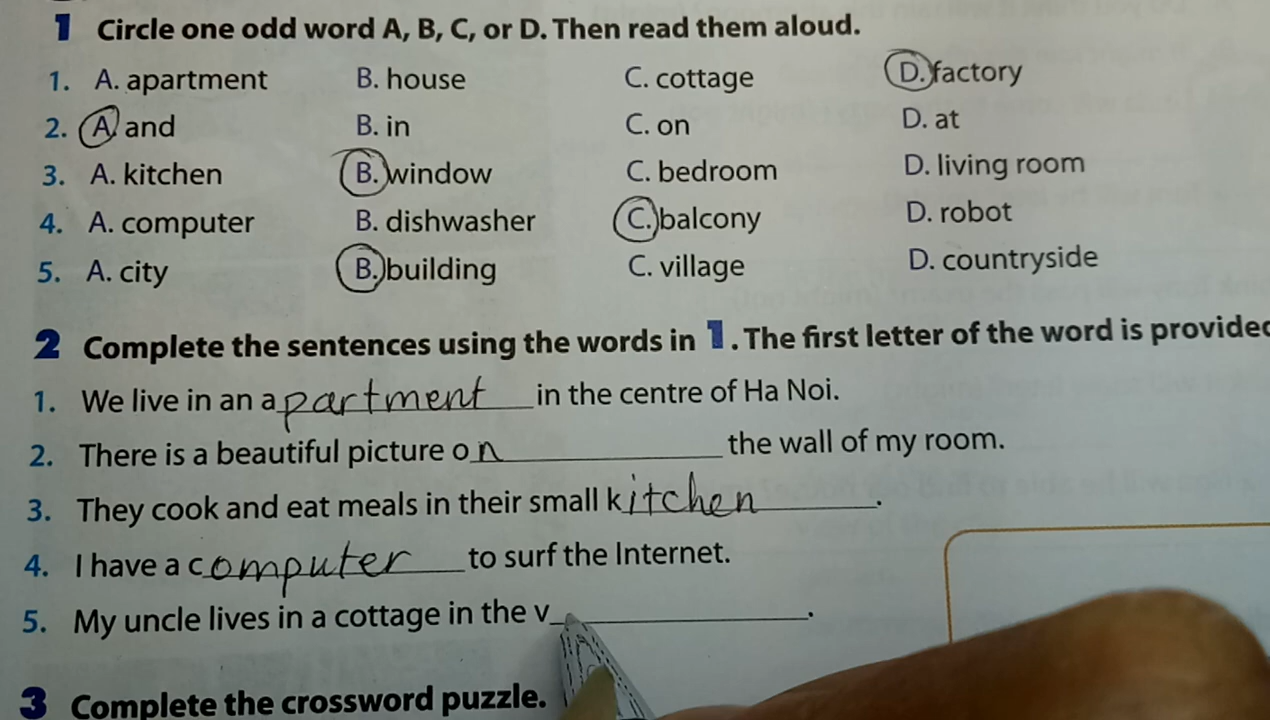 1 Circle one odd word A, B, C, or D. Then read them aloud.
1. A. apartment B. house C. cottage D. factory
2. A. and B. in C. on D. at
3. A. kitchen B. window C. bedroom D. living room
4. A. computer B. dishwasher C. balcony D. robot
5. A. city B. building C. village D. countryside
2 Complete the sentences using the words in 1. The first letter of the word is provided
1. We live in an apartment in the centre of Ha Noi.
2. There is a beautiful picture on the wall of my room.
3. They cook and eat meals in their small kitchen.
4. I have a computer to surf the Internet.
5. My uncle lives in a cottage in the v____________.
3 Complete the crossword puzzle.